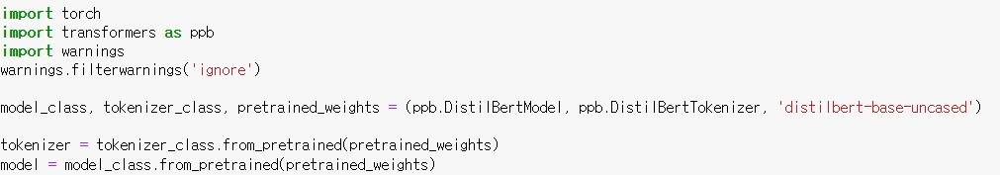 import torch
import transformers as ppb
import warnings
warnings.filterwarnings('ignore')
model_class, tokenizer_class, pretrained_weights = (ppb.DistilBertModel, ppb.DistilBertTokenizer, 'distilbert-base-uncased')
tokenizer = tokenizer_class.from_pretrained(pretrained_weights)
model = model_class.from_pretrained(pretrained_weights)